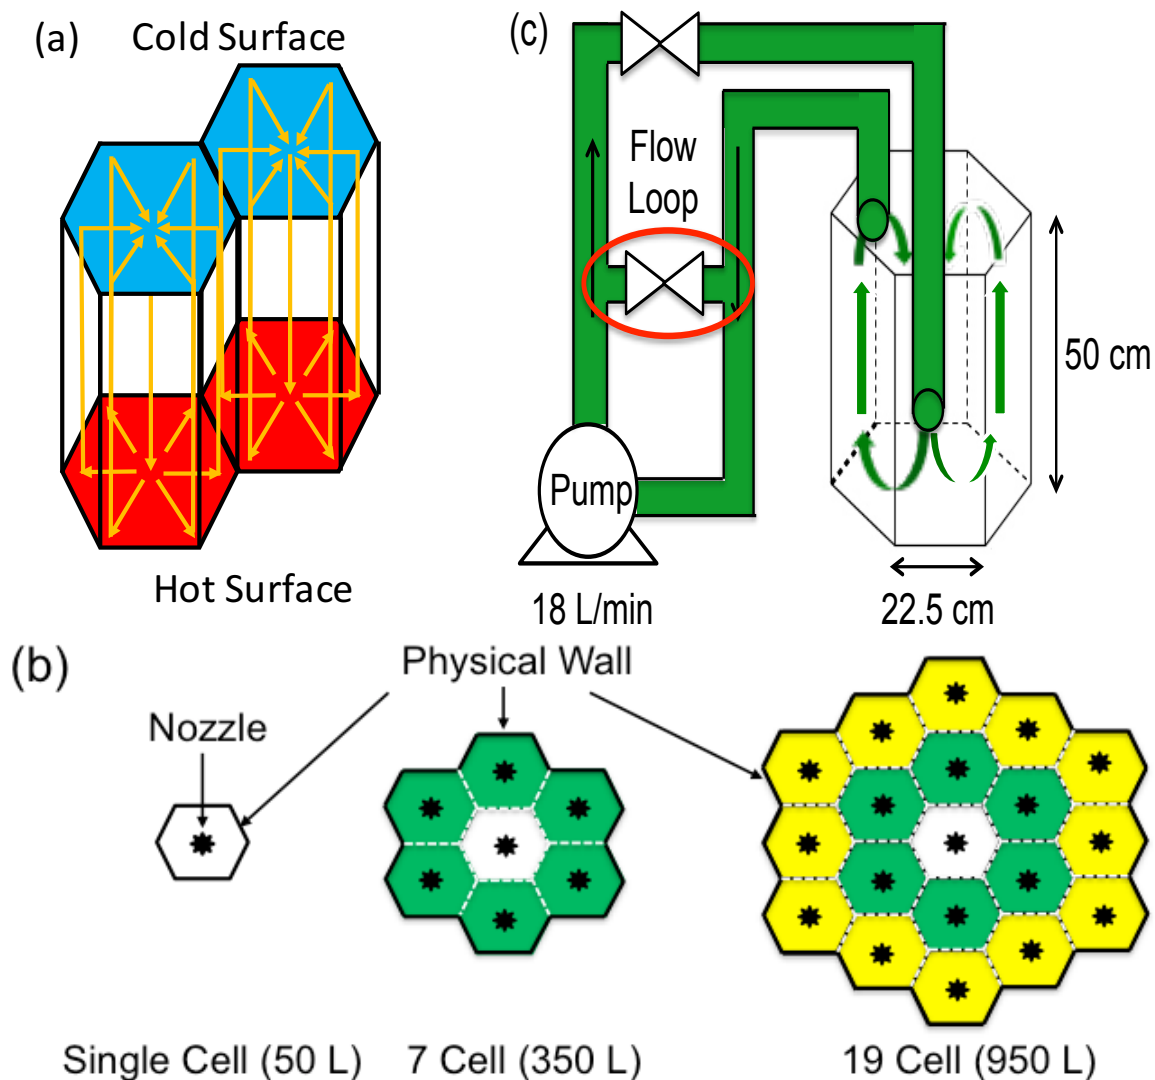 (a)
Cold Surface
Hot Surface
(c)
Flow
Loop
Pump
50 cm
18 L/min
22.5 cm
(b)
Physical Wall
Nozzle
Single Cell (50 L)
7 Cell (350 L)
19 Cell (950 L)